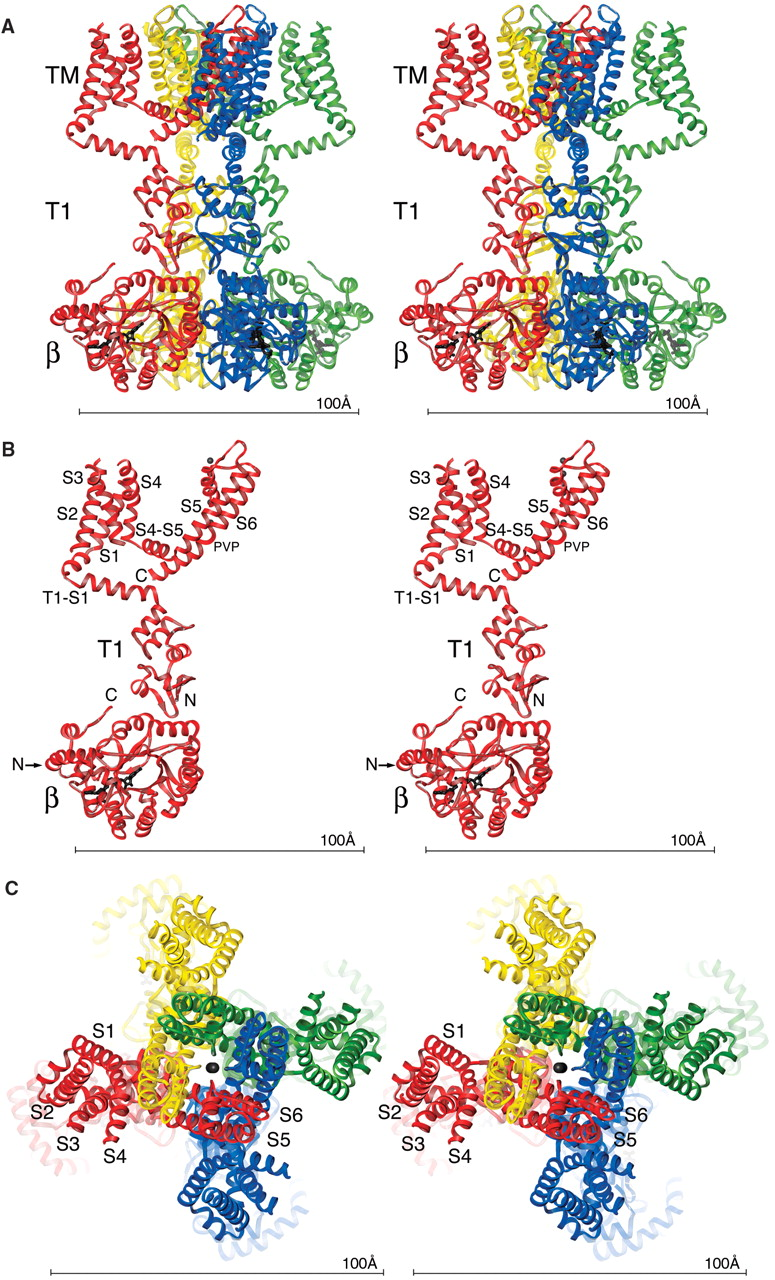 A
TM
TM
T1
T1
β
β
100Å
100Å
B
S3
S4
S3
S4
S2
S5
S2
S5
S6
S6
S4-S5
S4-S5
S1
PVP
S1
PVP
C
C
T1-S1
T1-S1
T1
T1
C
N
C
N
N
N
β
β
100Å
100Å
C
S1
S1
S2
S6
S2
S6
S3
S5
S3
S5
S4
S4
100Å
100Å